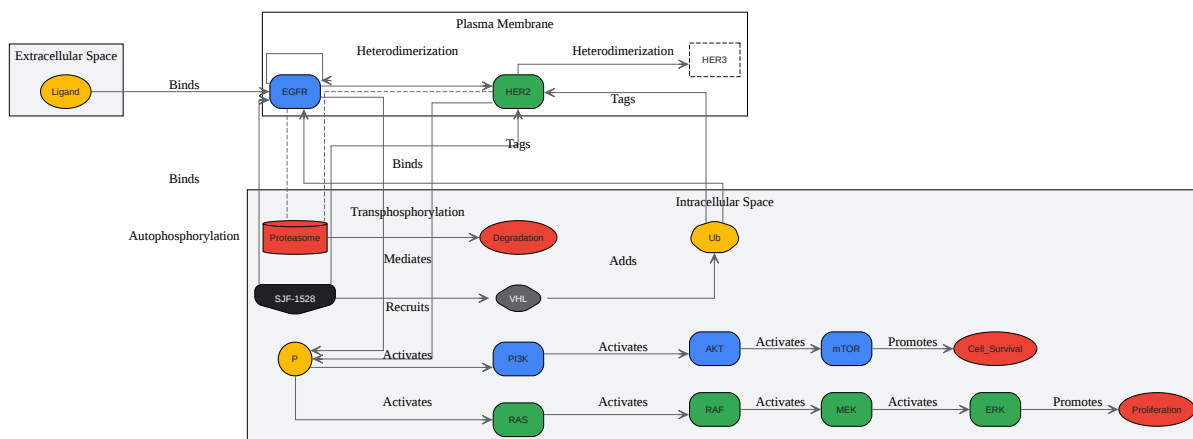 Plasma Membrane
Extracellular Space
Heterodimerization
Heterodimerization
HER3
Ligand
Binds
EGFR
HER2
Tags
Tags
Binds
Binds
Intracellular Space
Transphosphorylation
Autophosphorylation
Proteasome
Degradation
Ub
Mediates
Adds
SJF-1528
VHL
Recruits
P
Activates
PI3K
Activates
AKT
Activates
mTOR
Promotes
Cell_Survival
Activates
RAS
Activates
RAF
Activates
MEK
Activates
ERK
Promotes
Proliferation